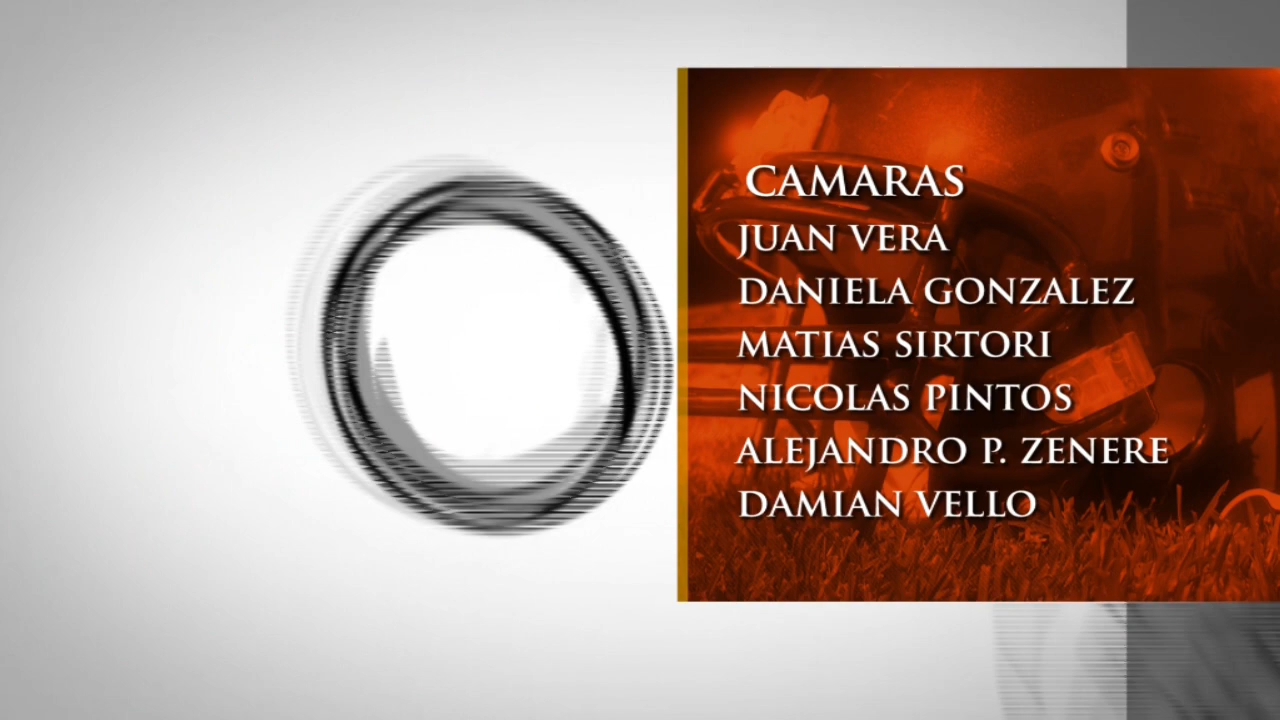 CAMARAS
JUAN VERA
DANIELA GONZALEZ
MATIAS SIRTORI
NICOLAS PINTOS
ALEJANDRO P. ZENERE
DAMIAN VELLO